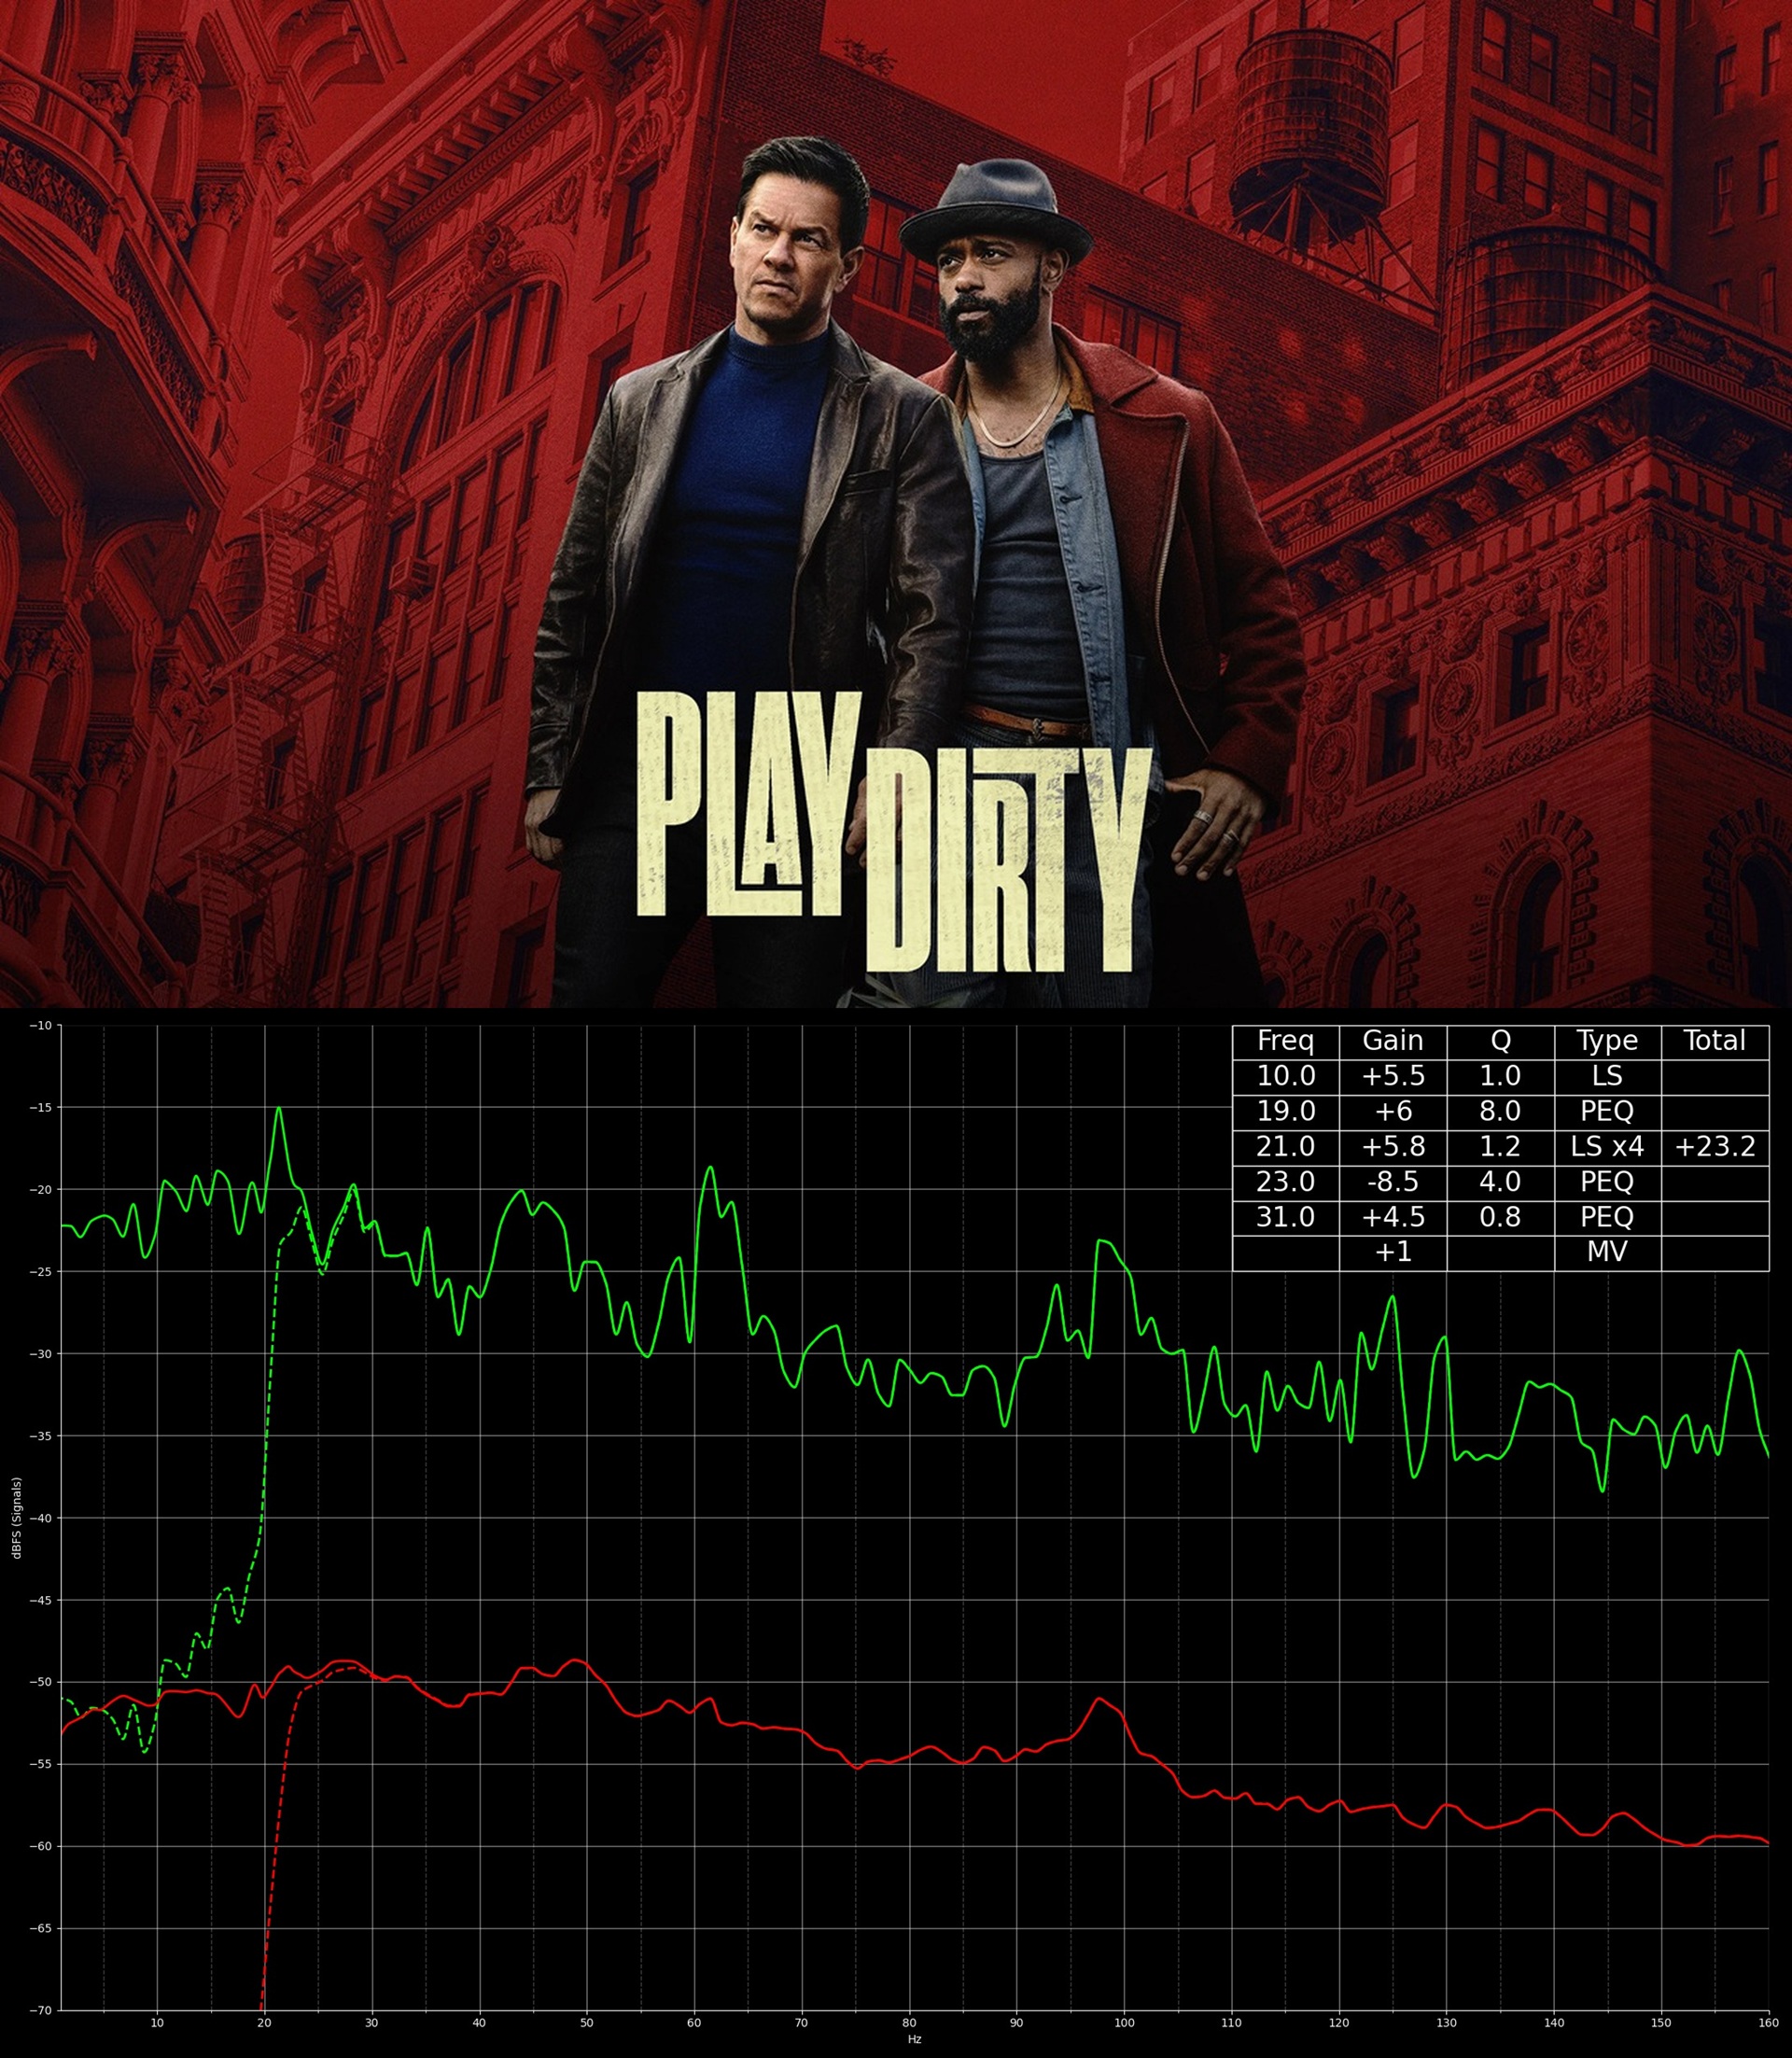 PLAY
DIRTY
Freq Gain Q Type Total
10.0 +5.5 1.0 LS
19.0 +6 8.0 PEQ
21.0 +5.8 1.2 LS x4 +23.2
23.0 -8.5 4.0 PEQ
31.0 +4.5 0.8 PEQ
+1 MV
−10
−15
−20
−25
−30
−35
−40
−45
−50
−55
−60
−65
−70
dBFS (Signals)
10 20 30 40 50 60 70 80 90 100 110 120 130 140 150 160
Hz